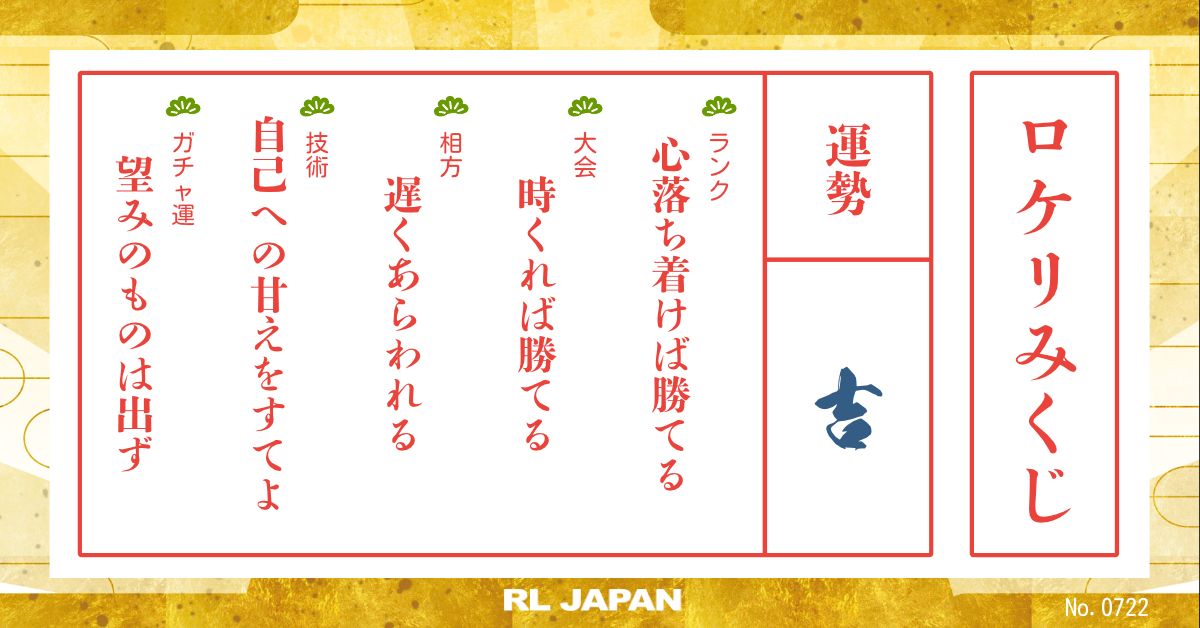 ロケリみくじ
運勢
吉
ランク
心落ち着けば勝てる
大会
時くれば勝てる
相方
遅くあらわれる
技術
自己への甘えをすてよ
ガチャ運
望みのものは出ず
RL JAPAN
No. 0722